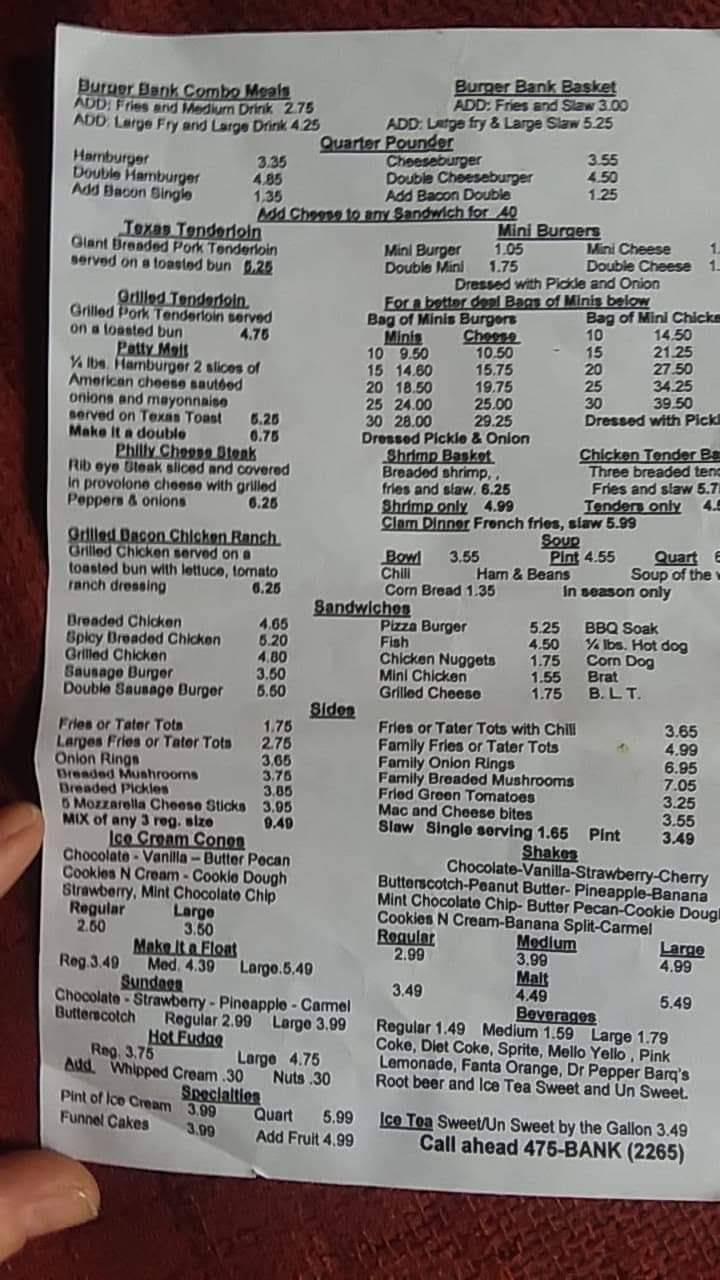 Burger Bank Combo Meals
ADD: Fries and Medium Drink 2.75
ADD: Large Fry and Large Drink 4.25
Burger Bank Basket
ADD: Fries and Slaw 3.00
ADD: Large fry & Large Slaw 5.25
Quarter Pounder
Hamburger 3.35
Double Hamburger 4.85
Add Bacon Single 1.35
Cheeseburger 3.55
Double Cheeseburger 4.50
Add Bacon Double 1.25
Add Cheese to any Sandwich for .40
Texas Tenderloin
Giant Breaded Pork Tenderloin
served on a toasted bun 5.25
Grilled Tenderloin
Grilled Pork Tenderloin served
on a toasted bun 4.75
Patty Melt
¼ lbs. Hamburger 2 slices of
American cheese sautéed
onions and mayonnaise
served on Texas Toast 5.25
Make it a double 6.75
Philly Cheese Steak
Rib eye Steak sliced and covered
in provolone cheese with grilled
Peppers & onions 6.25
Grilled Bacon Chicken Ranch
Grilled Chicken served on a
toasted bun with lettuce, tomato
ranch dressing 6.25
Mini Burgers
Mini Burger 1.05 Mini Cheese 1.
Double Mini 1.75 Double Cheese 1.
Dressed with Pickle and Onion
For a better deal Bags of Minis below
Bag of Minis Burgers
Minis Cheese
10 9.50 10.50
15 14.60 15.75
20 18.50 19.75
25 24.00 25.00
30 28.00 29.25
Dressed Pickle & Onion
Bag of Mini Chicke
10 14.50
15 21.25
20 27.50
25 34.25
30 39.50
Dressed with Pickl
Shrimp Basket
Breaded shrimp, ,
fries and slaw. 6.25
Shrimp only 4.99
Chicken Tender Ba
Three breaded tend
Fries and slaw 5.7
Tenders only 4.
Clam Dinner French fries, slaw 5.99
Soup
Bowl 3.55 Pint 4.55 Quart
Chili Ham & Beans Soup of the
Corn Bread 1.35 In season only
Sandwiches
Breaded Chicken 4.65
Spicy Breaded Chicken 5.20
Grilled Chicken 4.80
Sausage Burger 3.50
Double Sausage Burger 5.50
Pizza Burger 5.25
Fish 4.50
Chicken Nuggets 1.75
Mini Chicken 1.55
Grilled Cheese 1.75
BBQ Soak
¼ lbs. Hot dog
Corn Dog
Brat
B. L.T.
Sides
Fries or Tater Tots 1.75
Larges Fries or Tater Tots 2.75
Onion Rings 3.65
Breaded Mushrooms 3.75
Breaded Pickles 3.85
5 Mozzarella Cheese Sticks 3.95
MIX of any 3 reg. size 9.49
Fries or Tater Tots with Chili 3.65
Family Fries or Tater Tots 4.99
Family Onion Rings 6.95
Family Breaded Mushrooms 7.05
Fried Green Tomatoes 3.25
Mac and Cheese bites 3.55
Slaw Single serving 1.65 Pint 3.49
Ice Cream Cones
Chocolate - Vanilla – Butter Pecan
Cookies N Cream - Cookie Dough
Strawberry, Mint Chocolate Chip
Regular Large
2.50 3.50
Make It a Float
Reg.3.49 Med. 4.39 Large.5.49
Sundaes
Chocolate - Strawberry - Pineapple - Carmel
Butterscotch Regular 2.99 Large 3.99
Hot Fudge
Reg. 3.75 Large 4.75
Add Whipped Cream .30 Nuts .30
Specialties
Pint of Ice Cream 3.99 Quart 5.99
Funnel Cakes 3.99 Add Fruit 4.99
Shakes
Chocolate-Vanilla-Strawberry-Cherry
Butterscotch-Peanut Butter- Pineapple-Banana
Mint Chocolate Chip- Butter Pecan-Cookie Doug
Cookies N Cream-Banana Split-Carmel
Regular Medium Large
2.99 3.99 4.99
Malt
3.49 4.49 5.49
Beverages
Regular 1.49 Medium 1.59 Large 1.79
Coke, Diet Coke, Sprite, Mello Yello , Pink
Lemonade, Fanta Orange, Dr Pepper Barq's
Root beer and Ice Tea Sweet and Un Sweet.
Ice Tea Sweet/Un Sweet by the Gallon 3.49
Call ahead 475-BANK (2265)